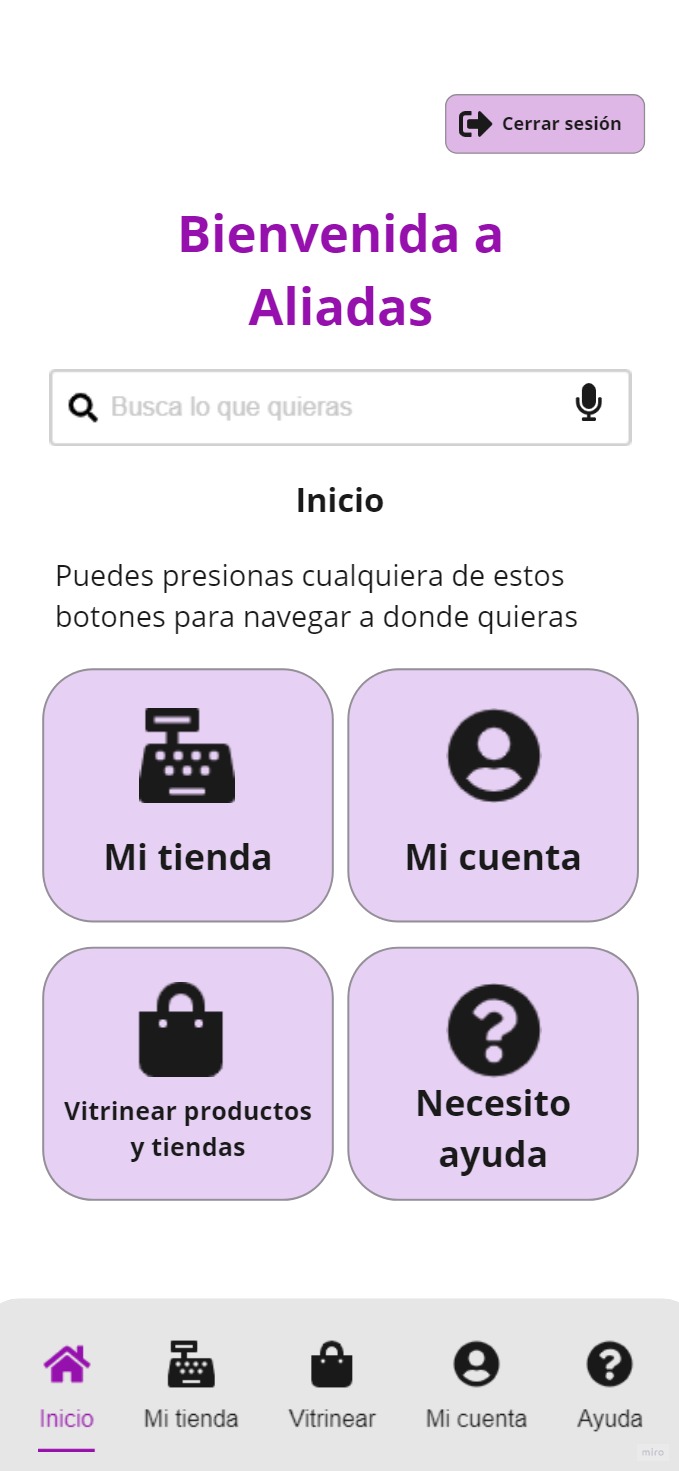 Cerrar sesión
Bienvenida a
Aliadas
Busca lo que quieras
Inicio
Puedes presionas cualquiera de estos
botones para navegar a donde quieras
Mi tienda
Mi cuenta
Vitrinear productos
y tiendas
Necesito
ayuda
Inicio
Mi tienda
Vitrinear
Mi cuenta
Ayuda
miro